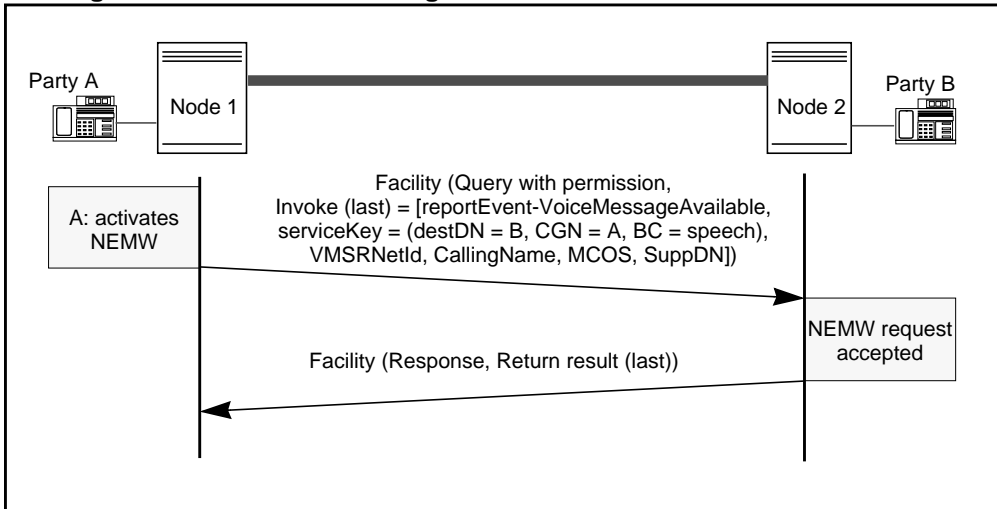 Party A
Node 1
Node 2
Party B
A: activates
NEMW
Facility (Query with permission,
Invoke (last) = [reportEvent-VoiceMessageAvailable,
serviceKey = (destDN = B, CGN = A, BC = speech),
VMSRNetId, CallingName, MCOS, SuppDN])
NEMW request
accepted
Facility (Response, Return result (last))